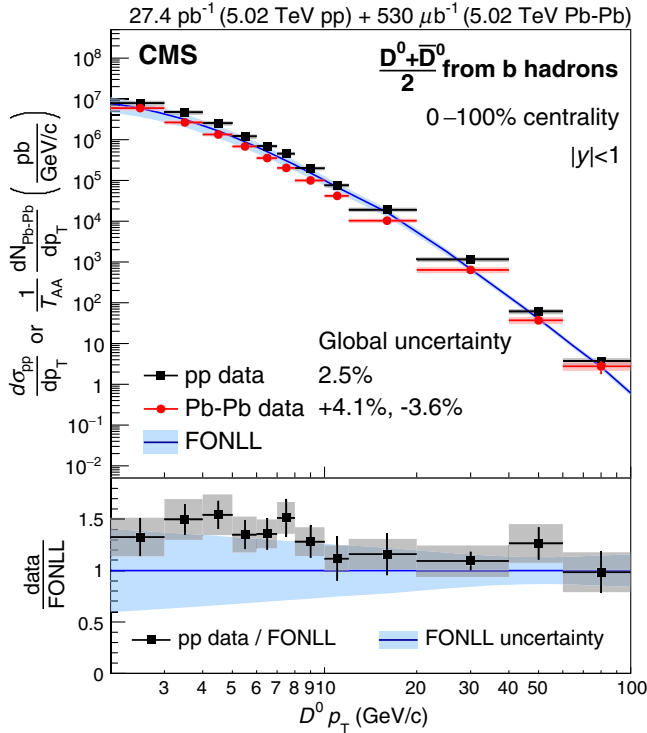 27.4 pb⁻¹ (5.02 TeV pp) + 530 μb⁻¹ (5.02 TeV Pb-Pb)
CMS
D⁰+D̅⁰/2 from b hadrons
0–100% centrality
|y|<1
dσpp/dpT or 1/TAA dNPb-Pb/dpT (pb/GeV/c)
10⁷
10⁶
10⁵
10⁴
10³
10²
10
1
10⁻¹
10⁻²
Global uncertainty
pp data 2.5%
Pb-Pb data +4.1%, -3.6%
FONLL
data/FONLL
1.5
1
0.5
0
pp data / FONLL FONLL uncertainty
3 4 5 6 7 8 910 20 30 40 50 100
D⁰ pT (GeV/c)